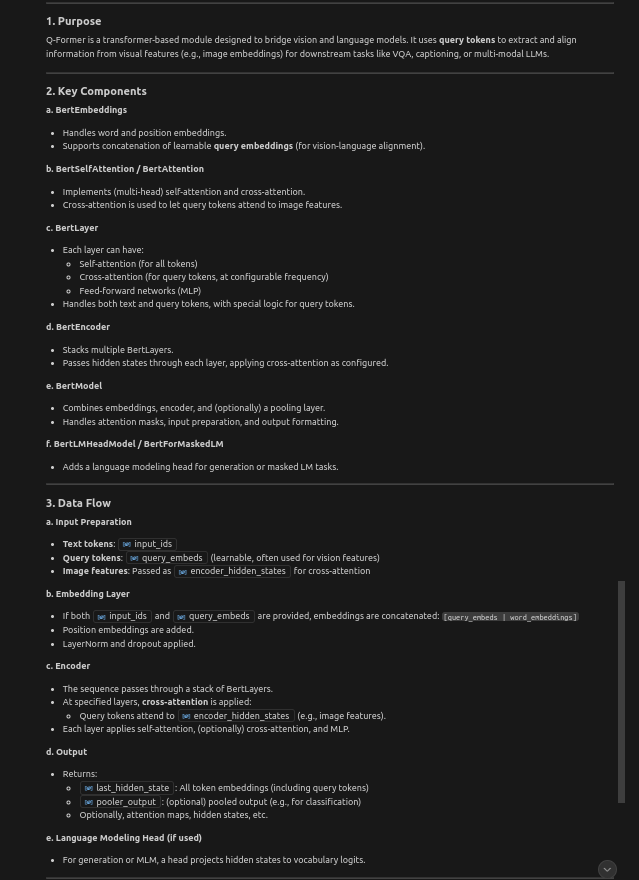 1. Purpose
Q-Former is a transformer-based module designed to bridge vision and language models. It uses query tokens to extract and align
information from visual features (e.g., image embeddings) for downstream tasks like VQA, captioning, or multi-modal LLMs.
2. Key Components
a. BertEmbeddings
• Handles word and position embeddings.
• Supports concatenation of learnable query embeddings (for vision-language alignment).
b. BertSelfAttention / BertAttention
• Implements (multi-head) self-attention and cross-attention.
• Cross-attention is used to let query tokens attend to image features.
c. BertLayer
• Each layer can have:
◦ Self-attention (for all tokens)
◦ Cross-attention (for query tokens, at configurable frequency)
◦ Feed-forward networks (MLP)
• Handles both text and query tokens, with special logic for query tokens.
d. BertEncoder
• Stacks multiple BertLayers.
• Passes hidden states through each layer, applying cross-attention as configured.
e. BertModel
• Combines embeddings, encoder, and (optionally) a pooling layer.
• Handles attention masks, input preparation, and output formatting.
f. BertLMHeadModel / BertForMaskedLM
• Adds a language modeling head for generation or masked LM tasks.
3. Data Flow
a. Input Preparation
• Text tokens: input_ids
• Query tokens: query_embeds (learnable, often used for vision features)
• Image features: Passed as encoder_hidden_states for cross-attention
b. Embedding Layer
• If both input_ids and query_embeds are provided, embeddings are concatenated: [query_embeds | word_embeddings]
• Position embeddings are added.
• LayerNorm and dropout applied.
c. Encoder
• The sequence passes through a stack of BertLayers.
• At specified layers, cross-attention is applied:
◦ Query tokens attend to encoder_hidden_states (e.g., image features).
• Each layer applies self-attention, (optionally) cross-attention, and MLP.
d. Output
• Returns:
◦ last_hidden_state : All token embeddings (including query tokens)
◦ pooler_output : (optional) pooled output (e.g., for classification)
◦ Optionally, attention maps, hidden states, etc.
e. Language Modeling Head (if used)
• For generation or MLM, a head projects hidden states to vocabulary logits.